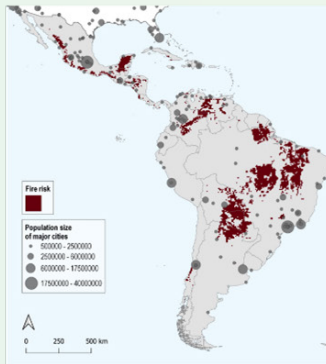 Fire risk
Population size
of major cities
500000 - 2500000
2500000 - 6000000
6000000 - 17500000
17500000 - 40000000
N
0 250 500 km